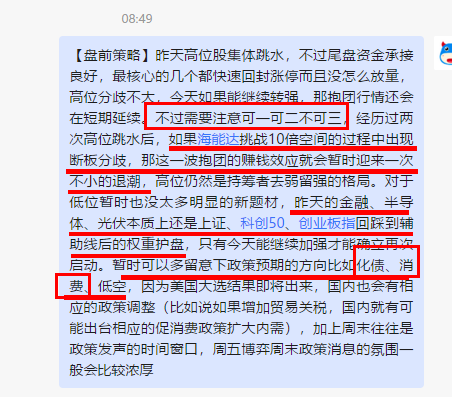 08:49
【盘前策略】昨天高位股集体跳水，不过尾盘资金承接
良好，最核心的几个都快速回封涨停而且没怎么放量，
高位分歧不大，今天如果能继续转强，那抱团行情还会
在短期延续。不过需要注意可一可二不可三，经历过两
次高位跳水后，如果海能达挑战10倍空间的过程中出现
断板分歧，那这一波抱团的赚钱效应就会暂时迎来一次
不小的退潮，高位仍然是持筹者去弱留强的格局。对于
低位暂时也没太多明显的新题材，昨天的金融、半导
体、光伏本质上还是上证、科创50、创业板指回踩到辅
助线后的权重护盘，只有今天能继续加强才能确立再次
启动。暂时可以多留意下政策预期的方向比如化债、消
费、低空，因为美国大选结果即将出来，国内也会有相
应的政策调整（比如说如果增加贸易关税，国内就有可
能出台相应的促消费政策扩大内需），加上周末往往是
政策发声的时间窗口，周五博弈周末政策消息的氛围一
般会比较浓厚